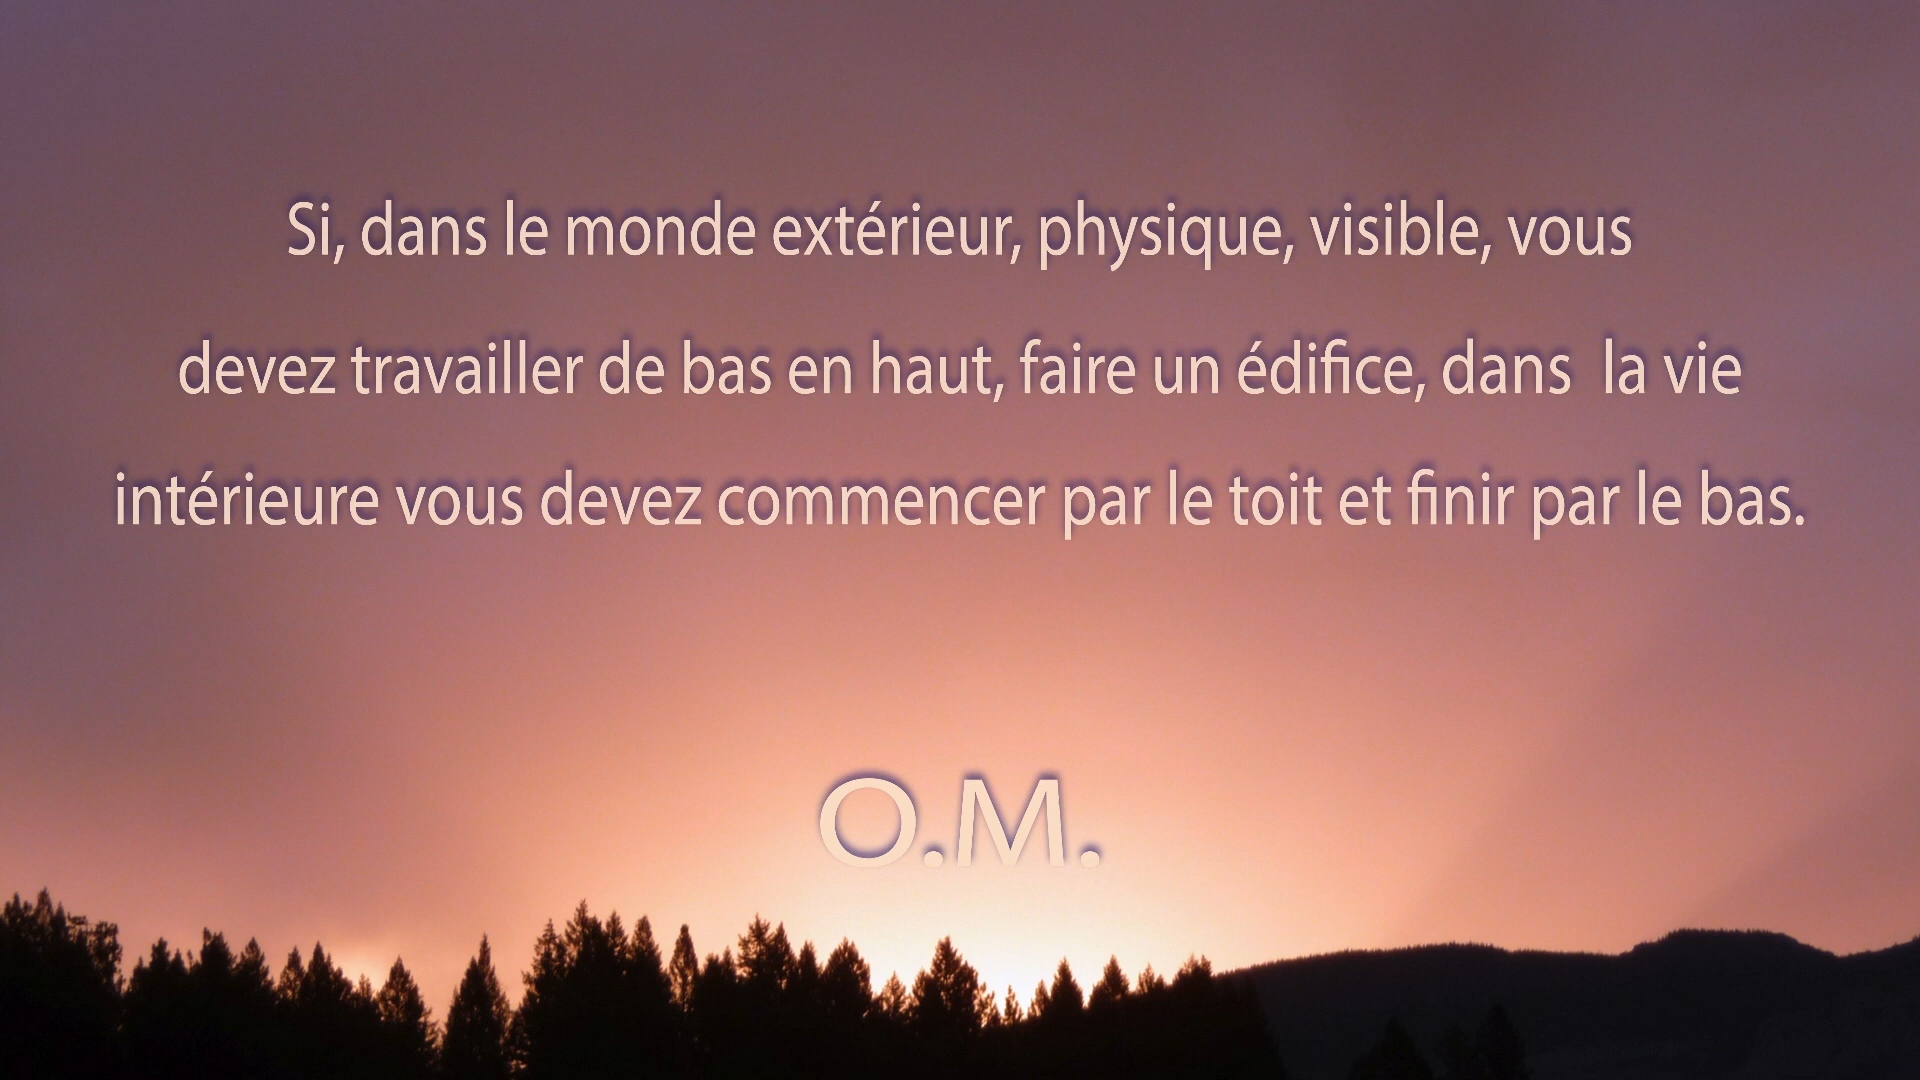 Si, dans le monde extérieur, physique, visible, vous
devez travailler de bas en haut, faire un édifice, dans  la vie
intérieure vous devez commencer par le toit et finir par le bas.
O.M.